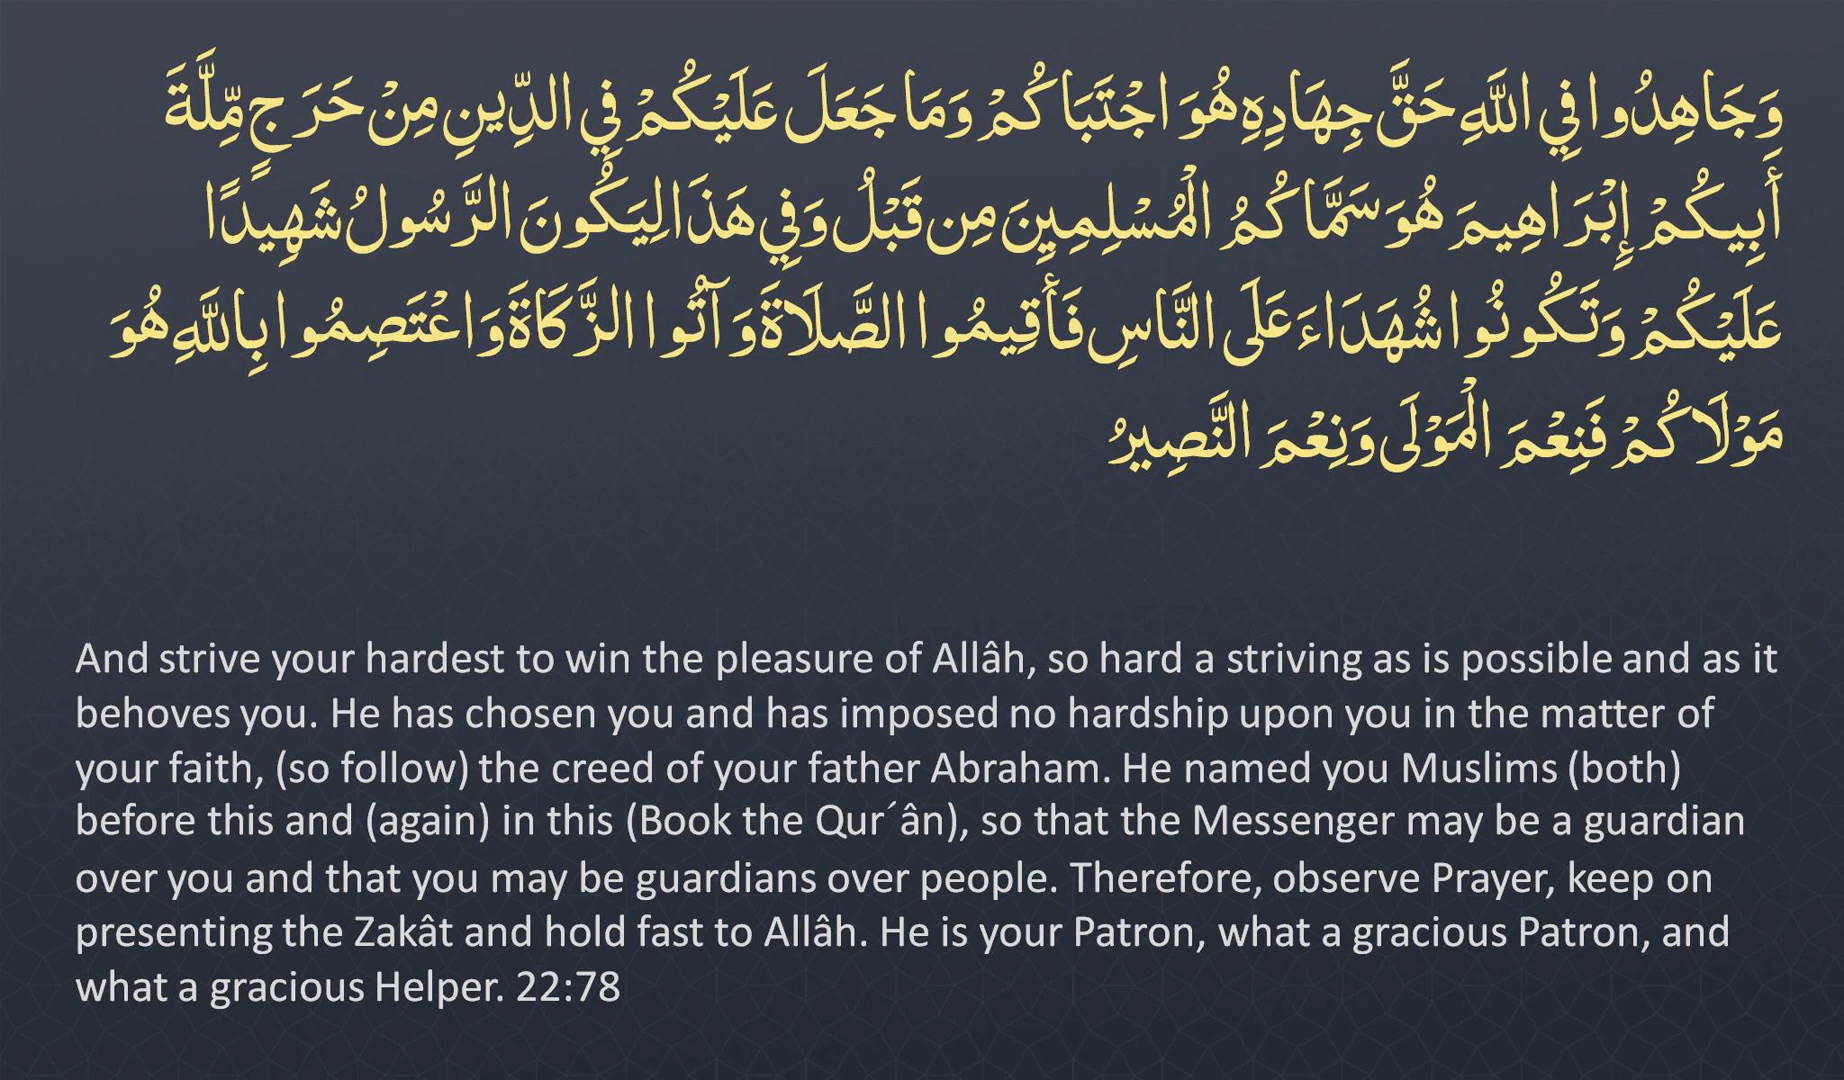 وَجَاهِدُوا فِي اللَّهِ حَقَّ جِهَادِهِ هُوَ اجْتَبَاكُمْ وَمَا جَعَلَ عَلَيْكُمْ فِي الدِّينِ مِنْ حَرَجٍ مِّلَّةَ
أَبِيكُمْ إِبْرَاهِيمَ هُوَ سَمَّاكُمُ الْمُسْلِمِينَ مِن قَبْلُ وَفِي هَذَا لِيَكُونَ الرَّسُولُ شَهِيدًا
عَلَيْكُمْ وَتَكُونُوا شُهَدَاءَ عَلَى النَّاسِ فَأَقِيمُوا الصَّلَاةَ وَآتُوا الزَّكَاةَ وَاعْتَصِمُوا بِاللَّهِ هُوَ
مَوْلَاكُمْ فَنِعْمَ الْمَوْلَى وَنِعْمَ النَّصِيرُ
And strive your hardest to win the pleasure of Allâh, so hard a striving as is possible and as it
behoves you. He has chosen you and has imposed no hardship upon you in the matter of
your faith, (so follow) the creed of your father Abraham. He named you Muslims (both)
before this and (again) in this (Book the Qur´ân), so that the Messenger may be a guardian
over you and that you may be guardians over people. Therefore, observe Prayer, keep on
presenting the Zakât and hold fast to Allâh. He is your Patron, what a gracious Patron, and
what a gracious Helper. 22:78